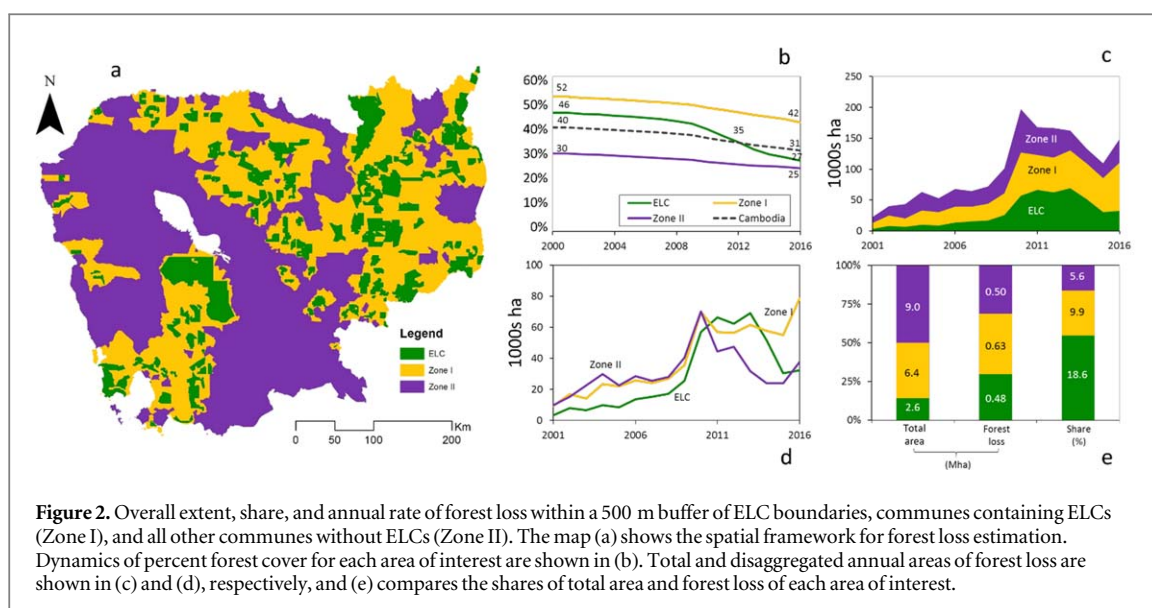 a
N
Legend
ELC
Zone I
Zone II
0 50 100 200 Km
b
60%
50%
40%
30%
20%
10%
0%
52
46
40
30
35
42
31
27
25
ELC Zone I
Zone II Cambodia
2000 2004 2008 2012 2016
c
1000s ha
250
200
150
100
50
0
Zone II
Zone I
ELC
2001 2006 2011 2016
1000s ha
100
80
60
40
20
0
Zone I
Zone II
ELC
2001 2006 2011 2016
d
100%
75%
50%
25%
0%
9.0 0.50 5.6
6.4 0.63 9.9
2.6 0.48 18.6
Total Forest Share
area loss (%)
(Mha)
e
Figure 2. Overall extent, share, and annual rate of forest loss within a 500 m buffer of ELC boundaries, communes containing ELCs
(Zone I), and all other communes without ELCs (Zone II). The map (a) shows the spatial framework for forest loss estimation.
Dynamics of percent forest cover for each area of interest are shown in (b). Total and disaggregated annual areas of forest loss are
shown in (c) and (d), respectively, and (e) compares the shares of total area and forest loss of each area of interest.